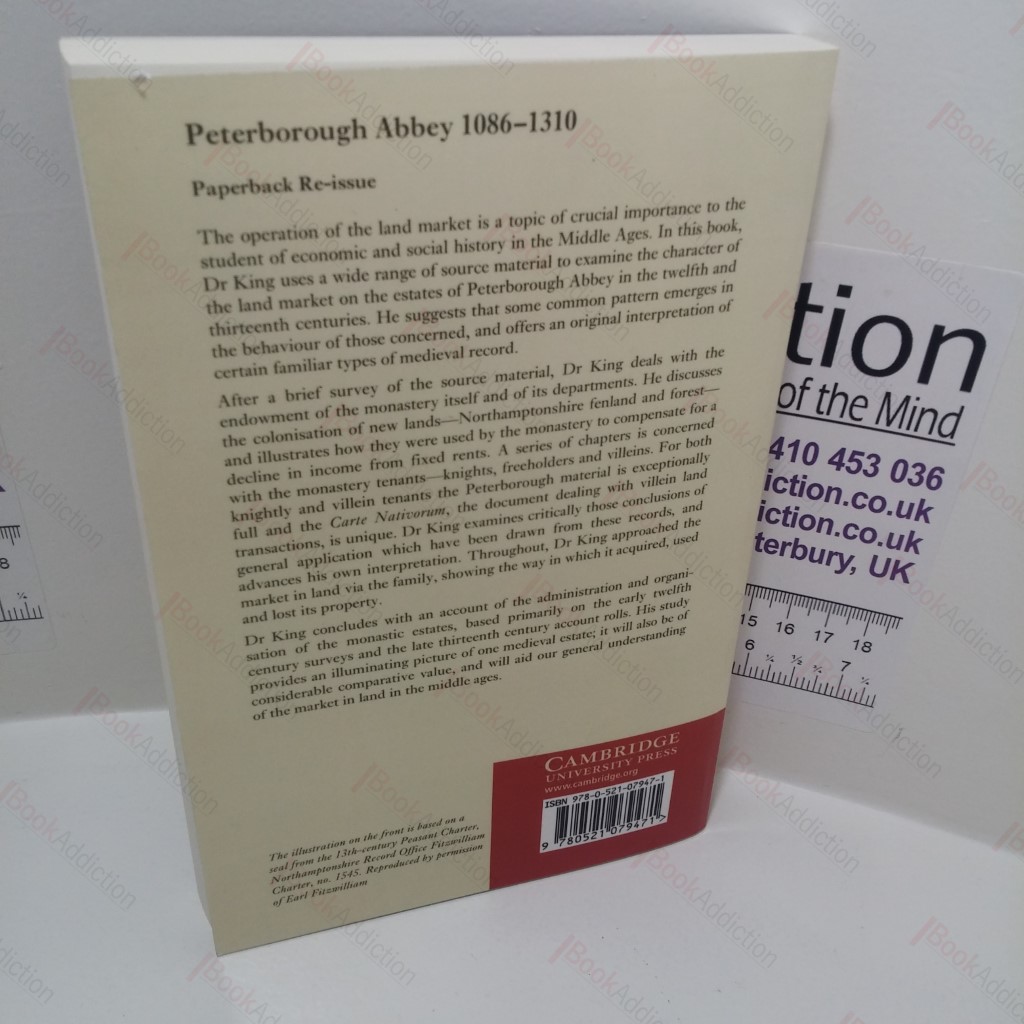 Peterborough Abbey 1086–1310
Paperback Re-issue
The operation of the land market is a topic of crucial importance to the
student of economic and social history in the Middle Ages. In this book,
Dr King uses a wide range of source material to examine the character of
the land market on the estates of Peterborough Abbey in the twelfth and
thirteenth centuries. He suggests that some common pattern emerges in
the behaviour of those concerned, and offers an original interpretation of
certain familiar types of medieval record.
After a brief survey of the source material, Dr King deals with the
endowment of the monastery itself and of its departments. He discusses
the colonisation of new lands—Northamptonshire fenland and forest—
and illustrates how they were used by the monastery to compensate for a
decline in income from fixed rents. A series of chapters is concerned
with the monastery tenants—knights, freeholders and villeins. For both
knightly and villein tenants the Peterborough material is exceptionally
full and the Carte Nativorum, the document dealing with villein land
transactions, is unique. Dr King examines critically those conclusions of
general application which have been drawn from these records, and
advances his own interpretation. Throughout, Dr King approached the
market in land via the family, showing the way in which it acquired, used
and lost its property.
Dr King concludes with an account of the administration and organi-
sation of the monastic estates, based primarily on the early twelfth
century surveys and the late thirteenth century account rolls. His study
provides an illuminating picture of one medieval estate; it will also be of
considerable comparative value, and will aid our general understanding
of the market in land in the middle ages.
CAMBRIDGE
UNIVERSITY PRESS
www.cambridge.org
ISBN 978-0-521-07947-1
9 780521 079471 >
The illustration on the front is based on a
seal from the 13th-century Peasant Charter,
Northamptonshire Record Office Fitzwilliam
Charter, no. 1545. Reproduced by permission
of Earl Fitzwilliam
tion
of the Mind
410 453 036
iction.co.uk
iction.co.uk
terbury, UK
15 16 17 18
6 ¼ ½ ¾ 7 ¼
8
¼ ½
BookAddiction